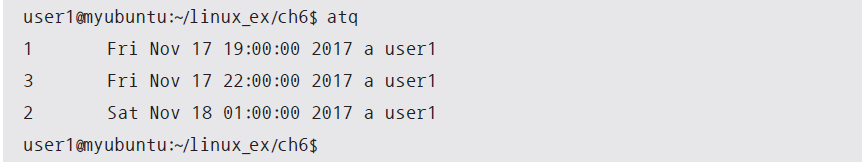 user1@myubuntu:~/linux_ex/ch6$ atq
1 Fri Nov 17 19:00:00 2017 a user1
3 Fri Nov 17 22:00:00 2017 a user1
2 Sat Nov 18 01:00:00 2017 a user1
user1@myubuntu:~/linux_ex/ch6$